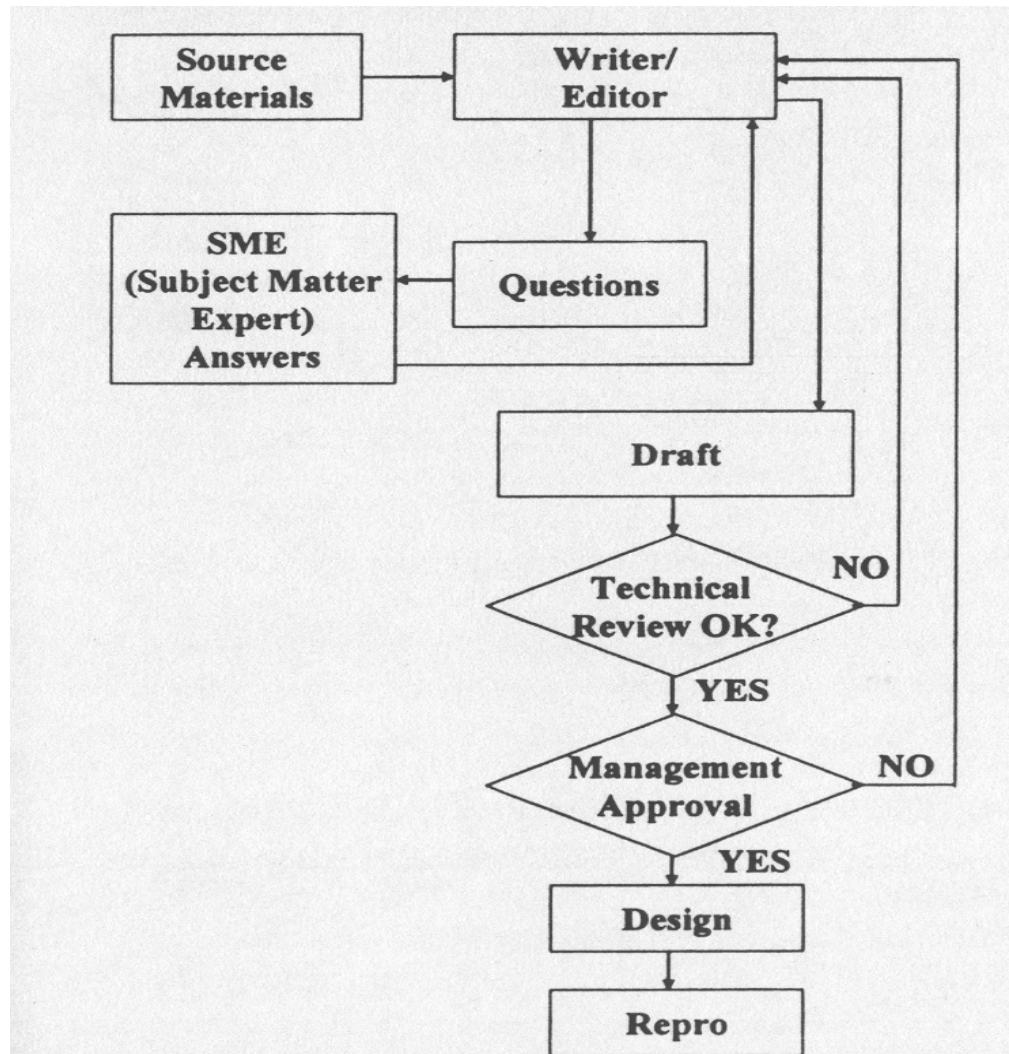 Source
Materials
Writer/
Editor
SME
(Subject Matter
Expert)
Answers
Questions
Draft
NO
Technical
Review OK?
YES
NO
Management
Approval
YES
Design
Repro